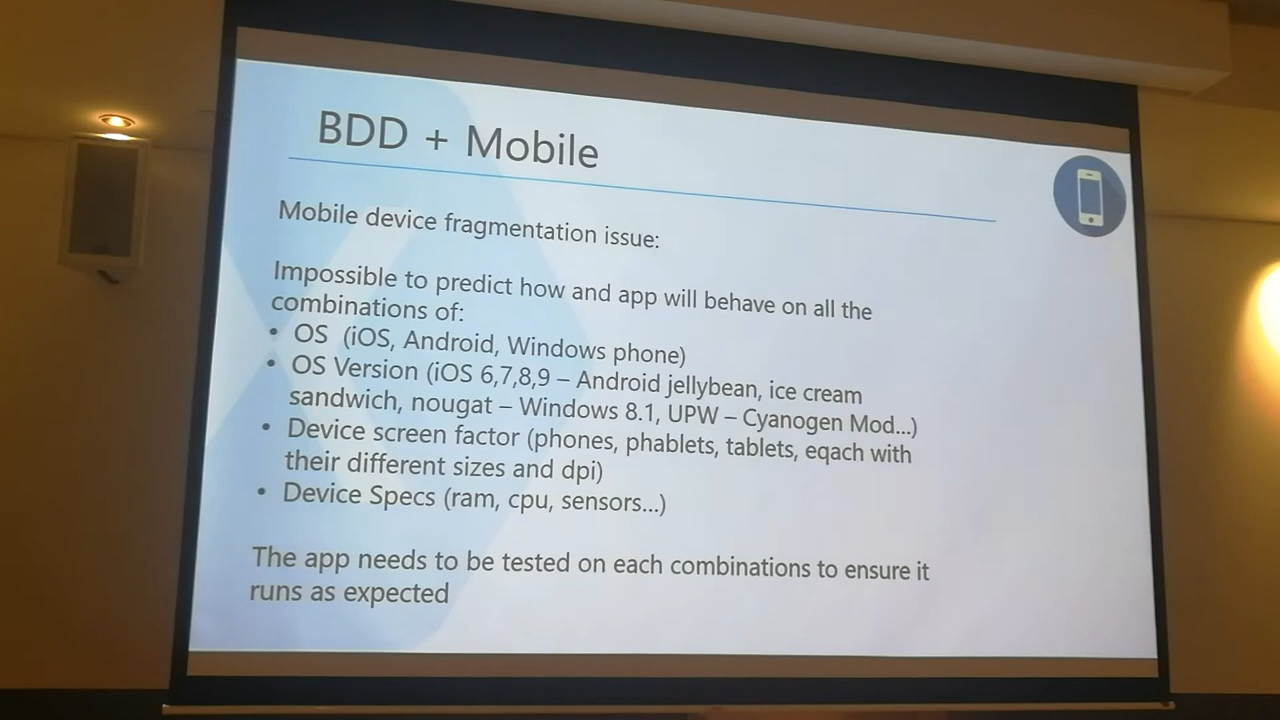 BDD + Mobile
Mobile device fragmentation issue:
Impossible to predict how and app will behave on all the
combinations of:
• OS  (iOS, Android, Windows phone)
• OS Version (iOS 6,7,8,9 – Android jellybean, ice cream
sandwich, nougat – Windows 8.1, UPW – Cyanogen Mod...)
• Device screen factor (phones, phablets, tablets, eqach with
their different sizes and dpi)
• Device Specs (ram, cpu, sensors...)
The app needs to be tested on each combinations to ensure it
runs as expected